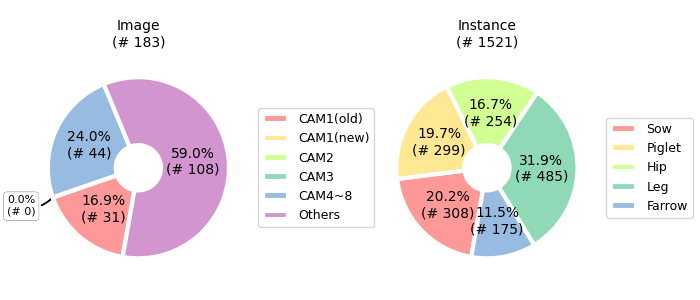 Image
(# 183)
24.0%
(# 44)
59.0%
(# 108)
0.0%
(# 0)
16.9%
(# 31)
CAM1(old)
CAM1(new)
CAM2
CAM3
CAM4~8
Others
Instance
(# 1521)
16.7%
(# 254)
19.7%
(# 299)
31.9%
(# 485)
20.2%
(# 308)
11.5%
(# 175)
Sow
Piglet
Hip
Leg
Farrow